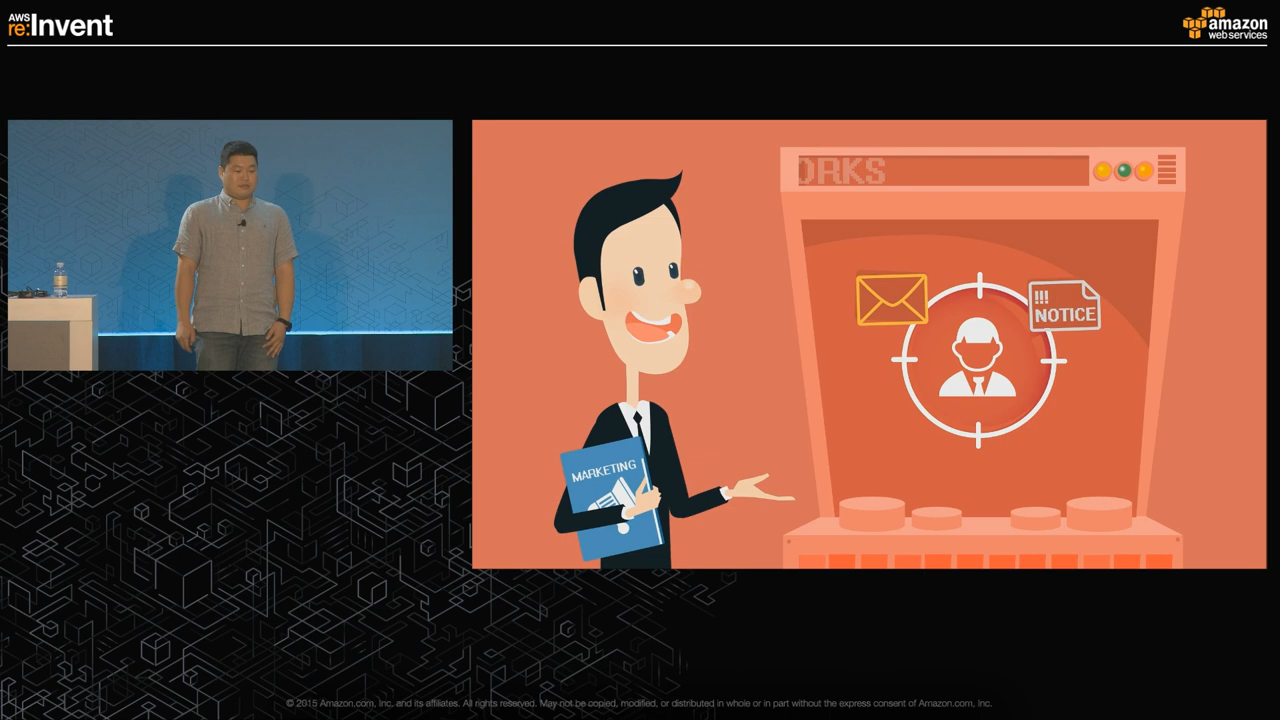 AWS
re:Invent
amazon
web services
ORKS
!!!
NOTICE
MARKETING
© 2015 Amazon.com, Inc. and its affiliates. All rights reserved. May not be copied, modified, or distributed in whole or in part without the express consent of Amazon.com, Inc.